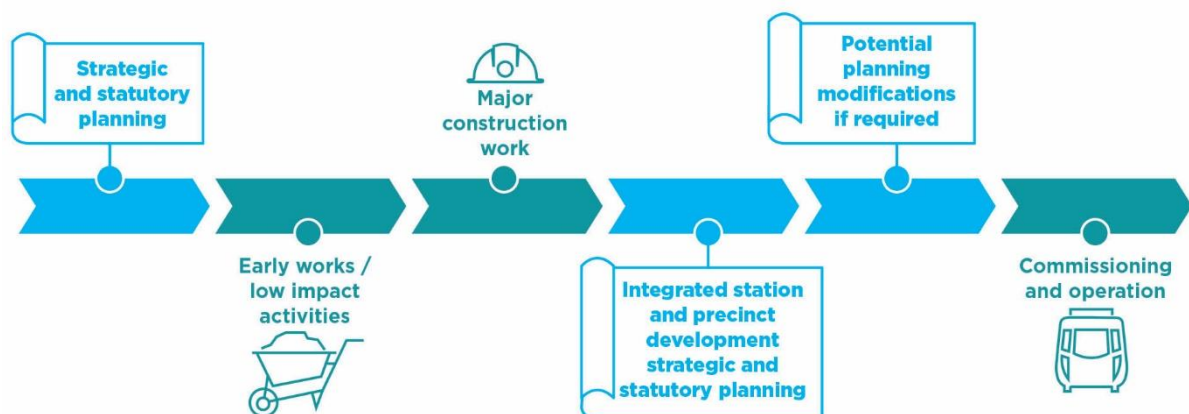 Strategic
and statutory
planning
Early works /
low impact
activities
Major
construction
work
Integrated station
and precinct
development
strategic and
statutory planning
Potential
planning
modifications
if required
Commissioning
and operation